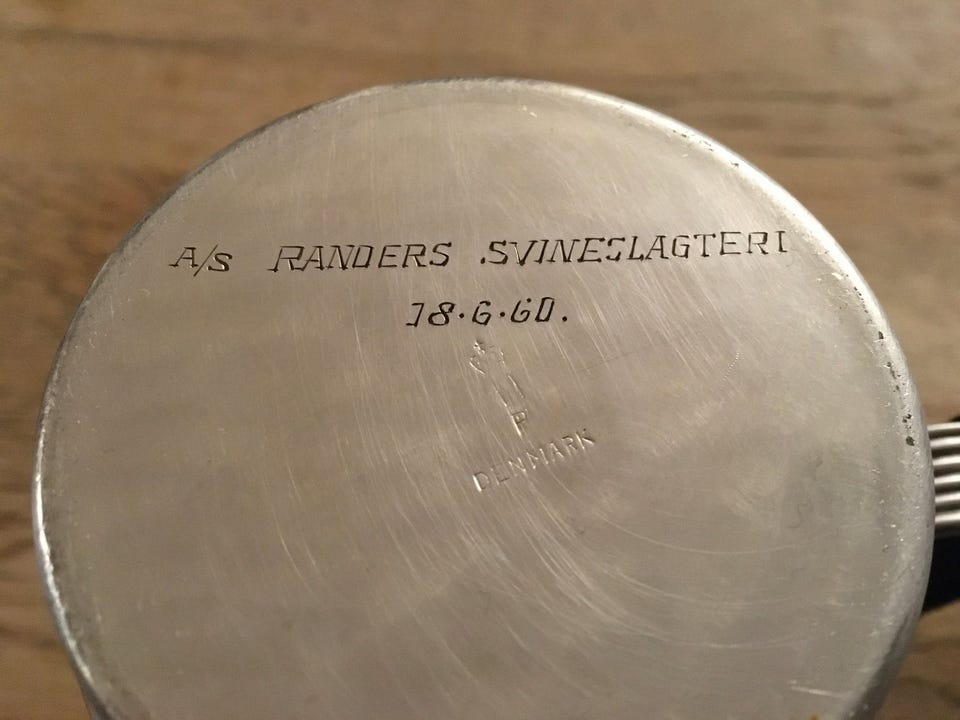 A/S RANDERS SVINESLAGTERI
18.6.60.
P
DENMARK